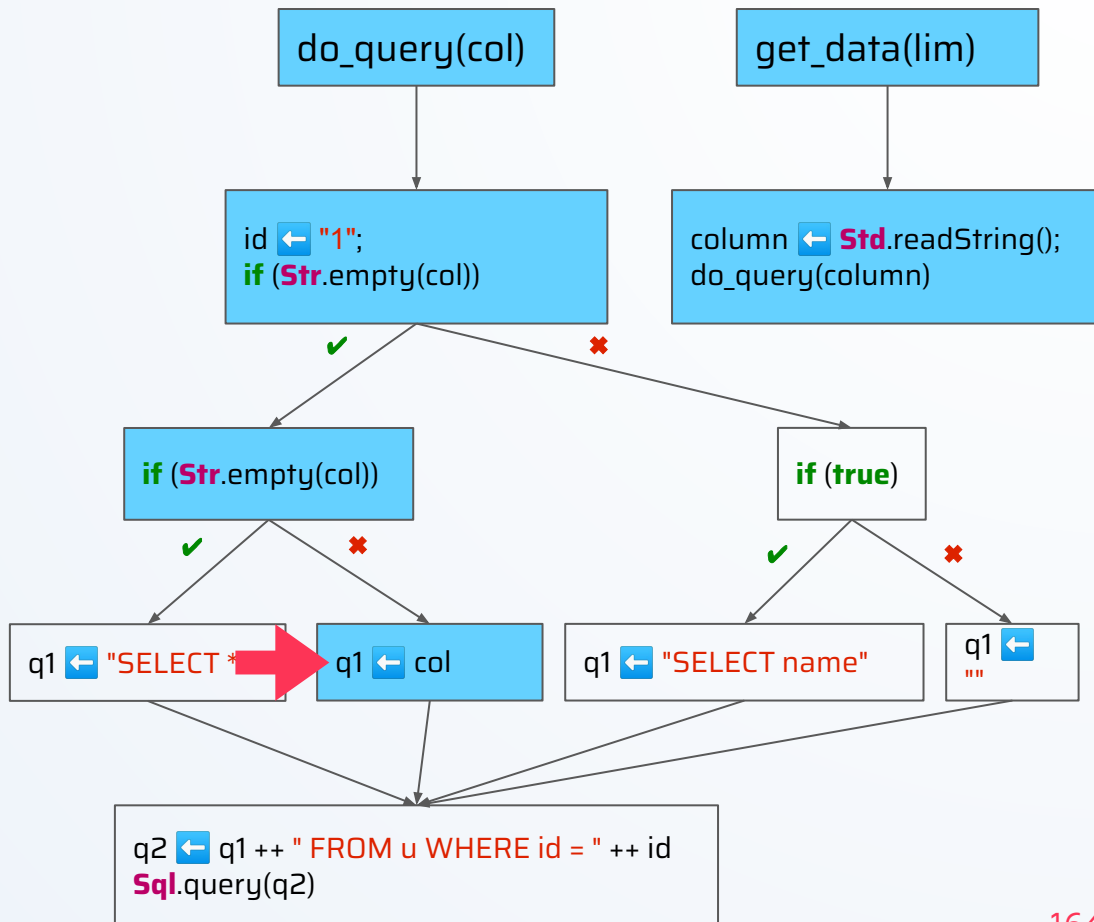 do_query(col)
get_data(lim)
id ⬅ "1";
if (Str.empty(col))
column ⬅ Std.readString();
do_query(column)
✔
✖
if (Str.empty(col))
if (true)
✔
✖
✔
✖
q1 ⬅ "SELECT *
q1 ⬅ col
q1 ⬅ "SELECT name"
q1 ⬅
""
q2 ⬅ q1 ++ " FROM u WHERE id = " ++ id
Sql.query(q2)